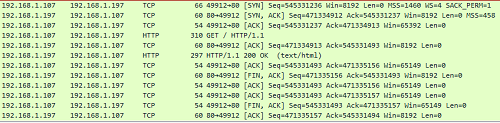 192.168.1.107 192.168.1.197 TCP 66 49912→80 [SYN] Seq=545331236 Win=8192 Len=0 MSS=1460 WS=4 SACK_PERM=1
192.168.1.197 192.168.1.107 TCP 60 80→49912 [SYN, ACK] Seq=471334912 Ack=545331237 Win=8192 Len=0 MSS=458
192.168.1.107 192.168.1.197 TCP 54 49912→80 [ACK] Seq=545331237 Ack=471334913 Win=65392 Len=0
192.168.1.107 192.168.1.197 HTTP 310 GET / HTTP/1.1
192.168.1.197 192.168.1.107 TCP 60 80→49912 [ACK] Seq=471334913 Ack=545331493 Win=8192 Len=0
192.168.1.197 192.168.1.107 HTTP 297 HTTP/1.1 200 OK (text/html)
192.168.1.107 192.168.1.197 TCP 54 49912→80 [ACK] Seq=545331493 Ack=471335156 Win=65149 Len=0
192.168.1.197 192.168.1.107 TCP 60 80→49912 [FIN, ACK] Seq=471335156 Ack=545331493 Win=8192 Len=0
192.168.1.107 192.168.1.197 TCP 54 49912→80 [ACK] Seq=545331493 Ack=471335157 Win=65149 Len=0
192.168.1.107 192.168.1.197 TCP 54 49912→80 [FIN, ACK] Seq=545331493 Ack=471335157 Win=65149 Len=0
192.168.1.197 192.168.1.107 TCP 60 80→49912 [ACK] Seq=471335157 Ack=545331494 Win=8192 Len=0